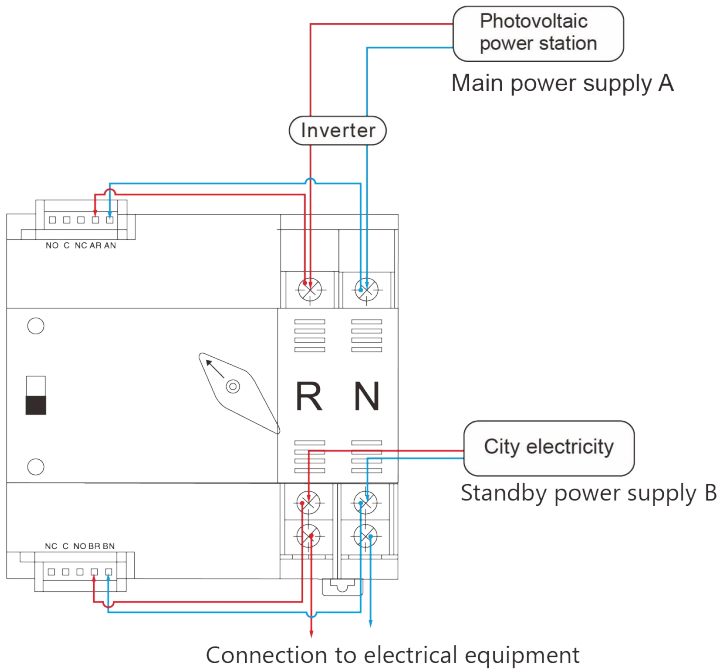 Photovoltaic
power station
Main power supply A
Inverter
NO C NC AR AN
R N
City electricity
Standby power supply B
NC C NO BR BN
Connection to electrical equipment